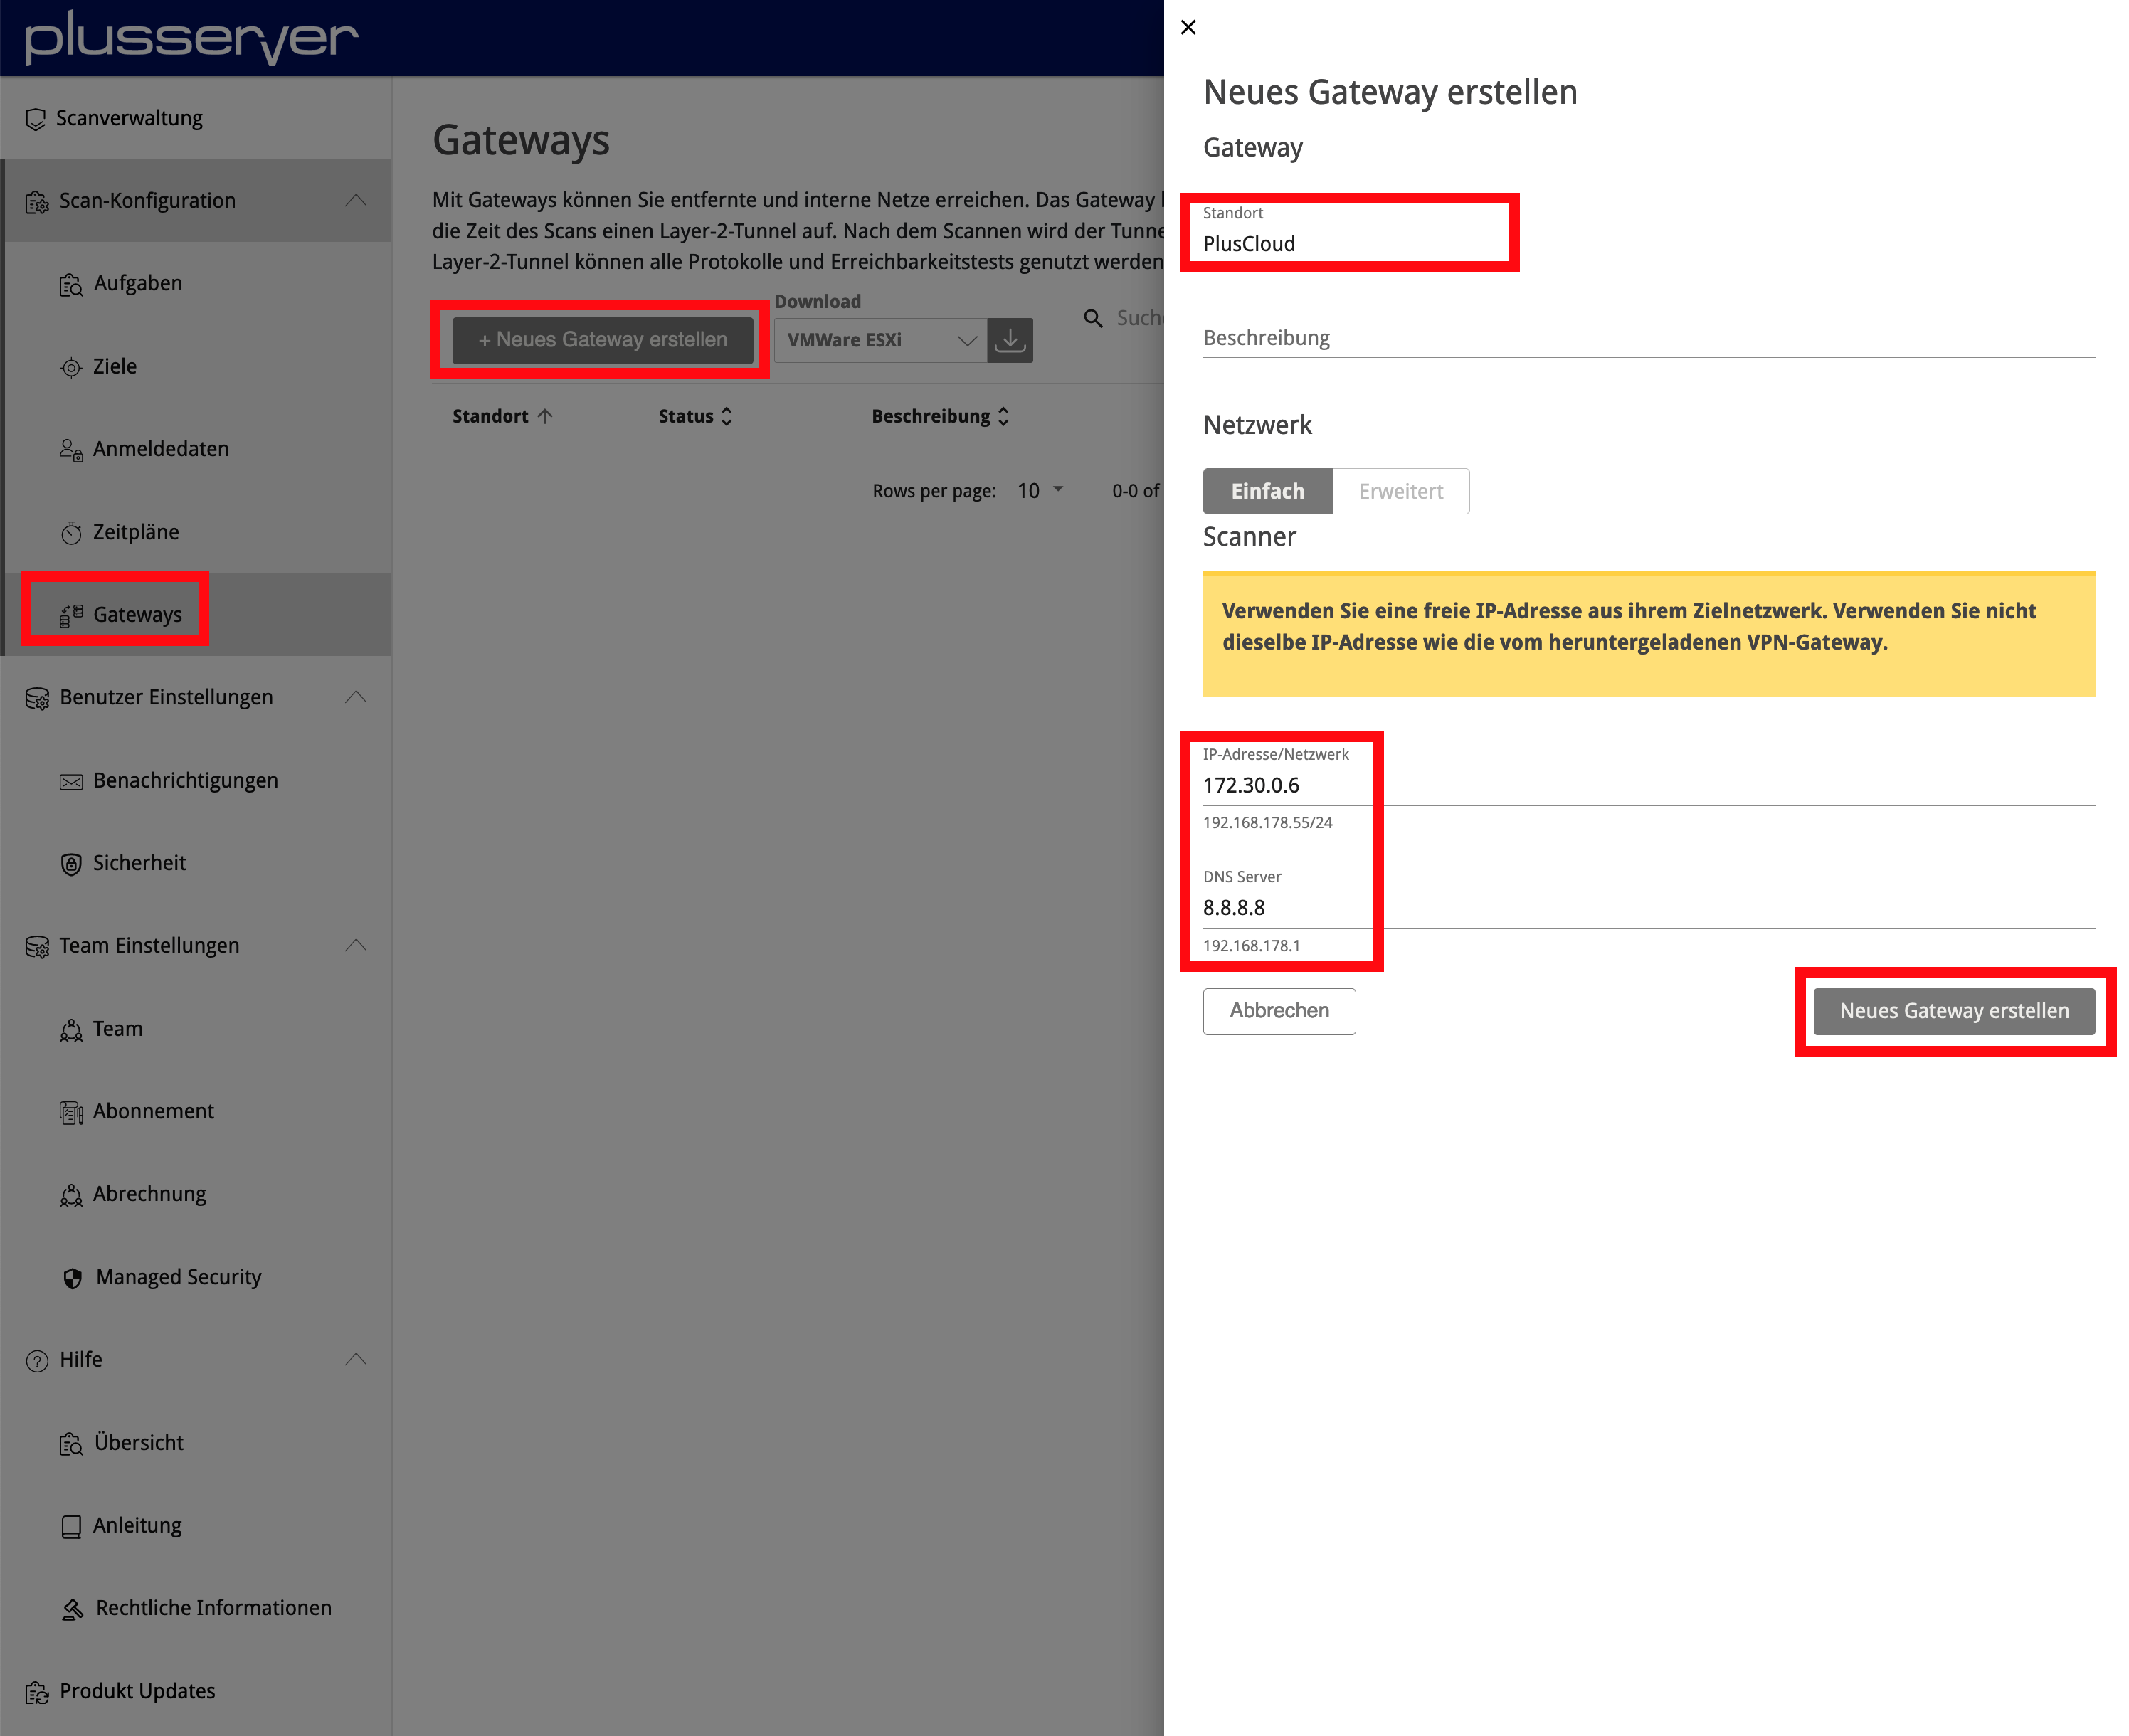 plusserver
Scanverwaltung
Scan-Konfiguration
Aufgaben
Ziele
Anmeldedaten
Zeitpläne
Gateways
Benutzer Einstellungen
Benachrichtigungen
Sicherheit
Team Einstellungen
Team
Abonnement
Abrechnung
Managed Security
Hilfe
Übersicht
Anleitung
Rechtliche Informationen
Produkt Updates
Gateways
Mit Gateways können Sie entfernte und interne Netze erreichen. Das Gateway
die Zeit des Scans einen Layer-2-Tunnel auf. Nach dem Scannen wird der Tunne
Layer-2-Tunnel können alle Protokolle und Erreichbarkeitstests genutzt werden
+ Neues Gateway erstellen
Download
VMWare ESXi
Such
Standort Status Beschreibung
Rows per page: 10 0-0 of
Neues Gateway erstellen
Gateway
Standort
PlusCloud
Beschreibung
Netzwerk
Einfach Erweitert
Scanner
Verwenden Sie eine freie IP-Adresse aus ihrem Zielnetzwerk. Verwenden Sie nicht
dieselbe IP-Adresse wie die vom heruntergeladenen VPN-Gateway.
IP-Adresse/Netzwerk
172.30.0.6
192.168.178.55/24
DNS Server
8.8.8.8
192.168.178.1
Abbrechen Neues Gateway erstellen